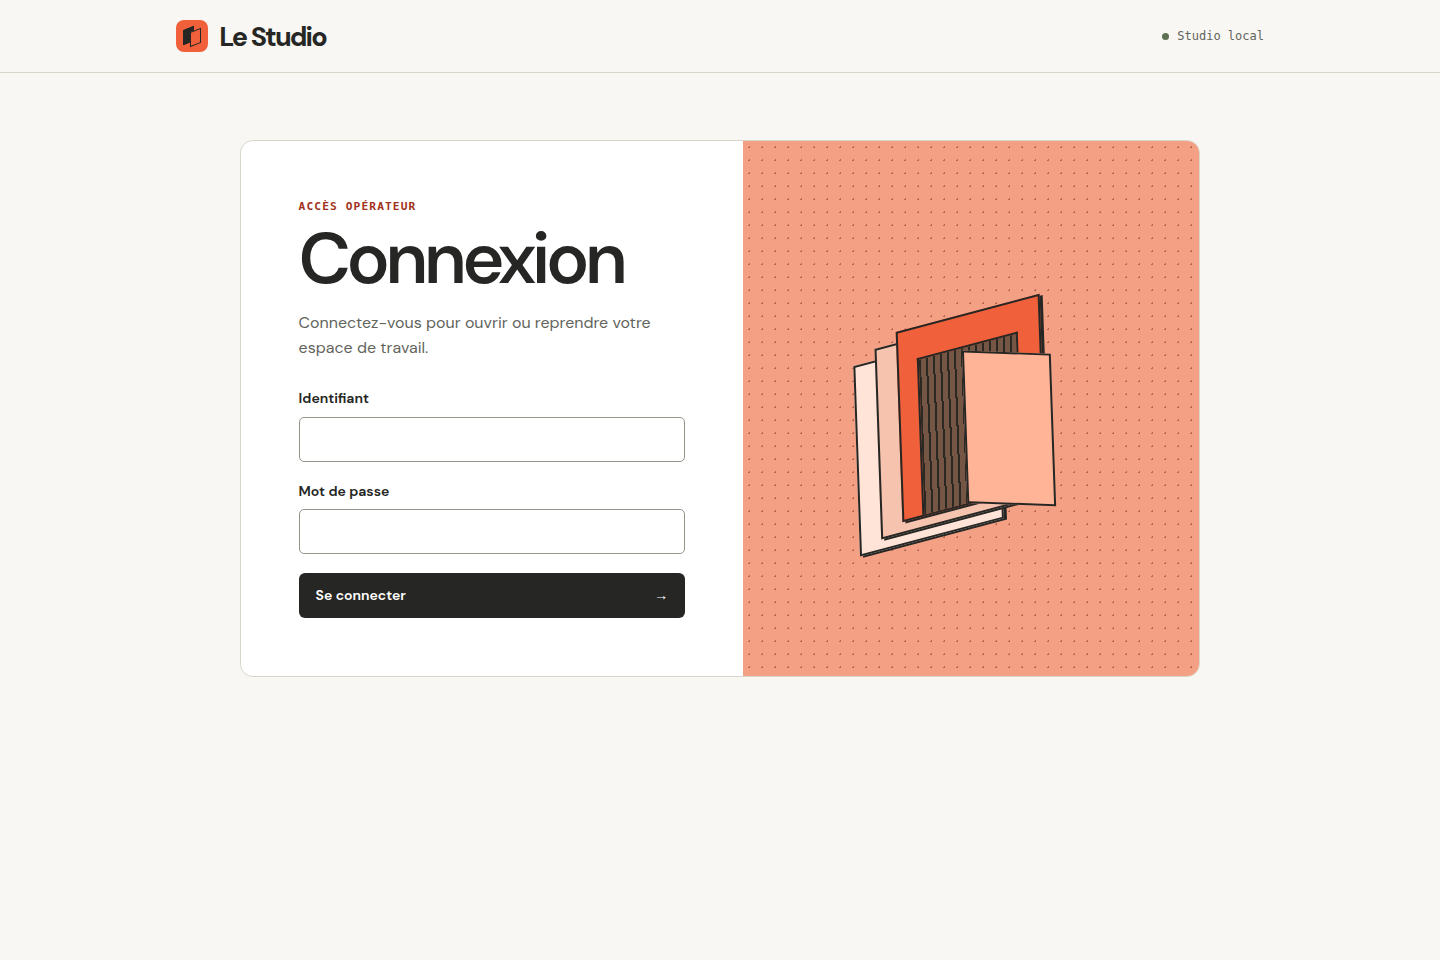 Le Studio
Studio local
ACCÈS OPÉRATEUR
Connexion
Connectez-vous pour ouvrir ou reprendre votre
espace de travail.
Identifiant
Mot de passe
Se connecter →